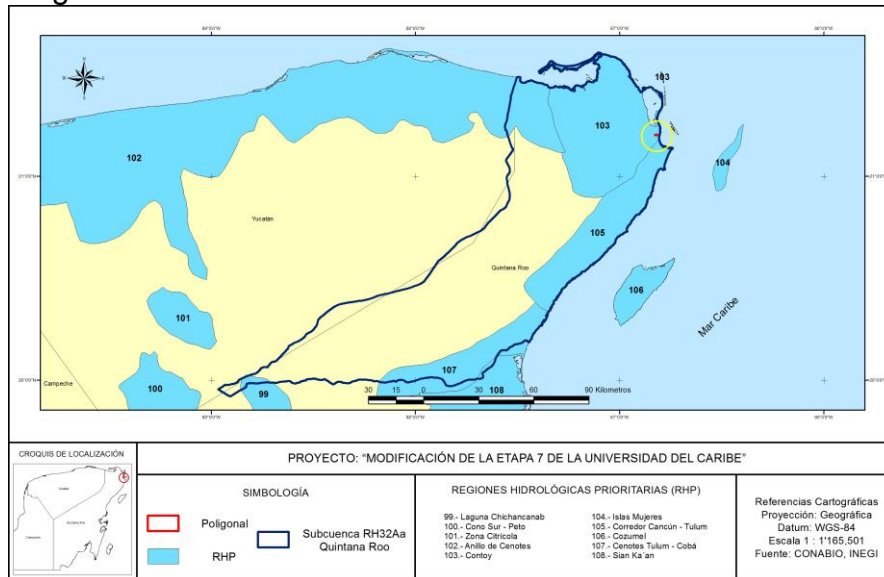 103
102
103
104
Yucatán
105
Quintana Roo
106
101
Mar Caribe
107
Campeche
100
99
108
30 15 0 30 60 90 Kilometros
CROQUIS DE LOCALIZACIÓN
PROYECTO: “MODIFICACIÓN DE LA ETAPA 7 DE LA UNIVERSIDAD DEL CARIBE”
SIMBOLOGÍA
Poligonal
RHP
Subcuenca RH32Aa
Quintana Roo
REGIONES HIDROLÓGICAS PRIORITARIAS (RHP)
99.- Laguna Chichancanab
100.- Cono Sur - Peto
101.- Zona Citrícola
102.- Anillo de Cenotes
103.- Contoy
104.- Islas Mujeres
105.- Corredor Cancún - Tulum
106.- Cozumel
107.- Cenotes Tulum - Cobá
108.- Sian Ka´an
Referencias Cartográficas
Proyección: Geográfica
Datum: WGS-84
Escala 1 : 1'165,501
Fuente: CONABIO, INEGI